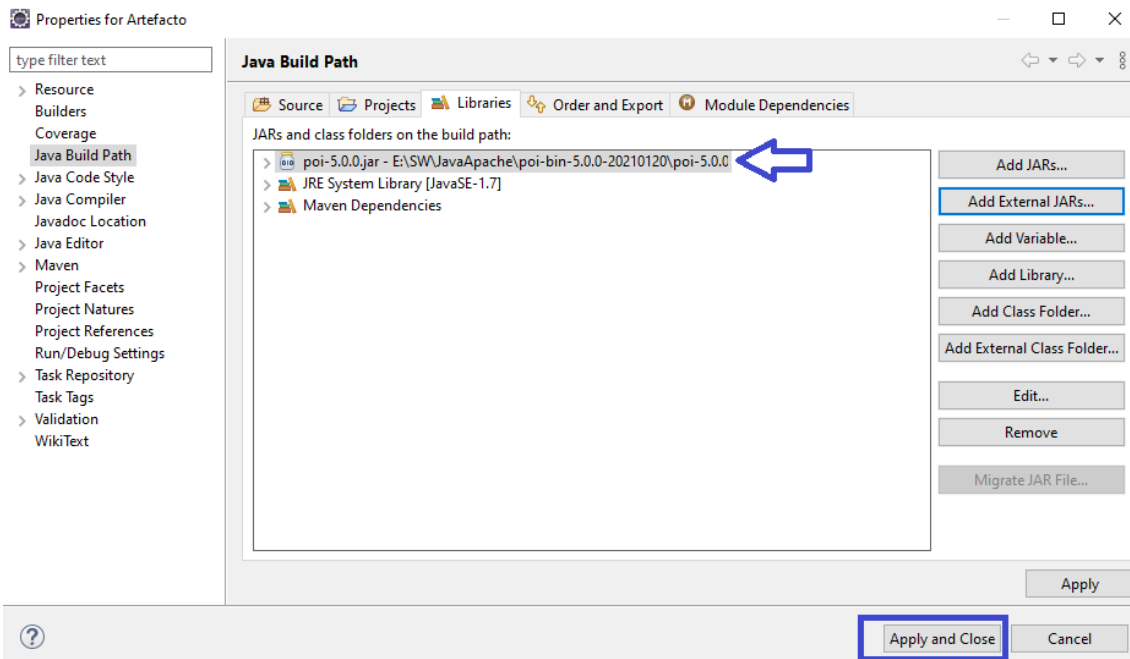 Properties for Artefacto
type filter text
Resource
Builders
Coverage
Java Build Path
Java Code Style
Java Compiler
Javadoc Location
Java Editor
Maven
Project Facets
Project Natures
Project References
Run/Debug Settings
Task Repository
Task Tags
Validation
WikiText
Java Build Path
Source
Projects
Libraries
Order and Export
Module Dependencies
JARs and class folders on the build path:
poi-5.0.0.jar - E:\SW\JavaApache\poi-bin-5.0.0-20210120\poi-5.0.0
JRE System Library [JavaSE-1.7]
Maven Dependencies
Add JARs...
Add External JARs...
Add Variable...
Add Library...
Add Class Folder...
Add External Class Folder...
Edit...
Remove
Migrate JAR File...
Apply
Apply and Close
Cancel